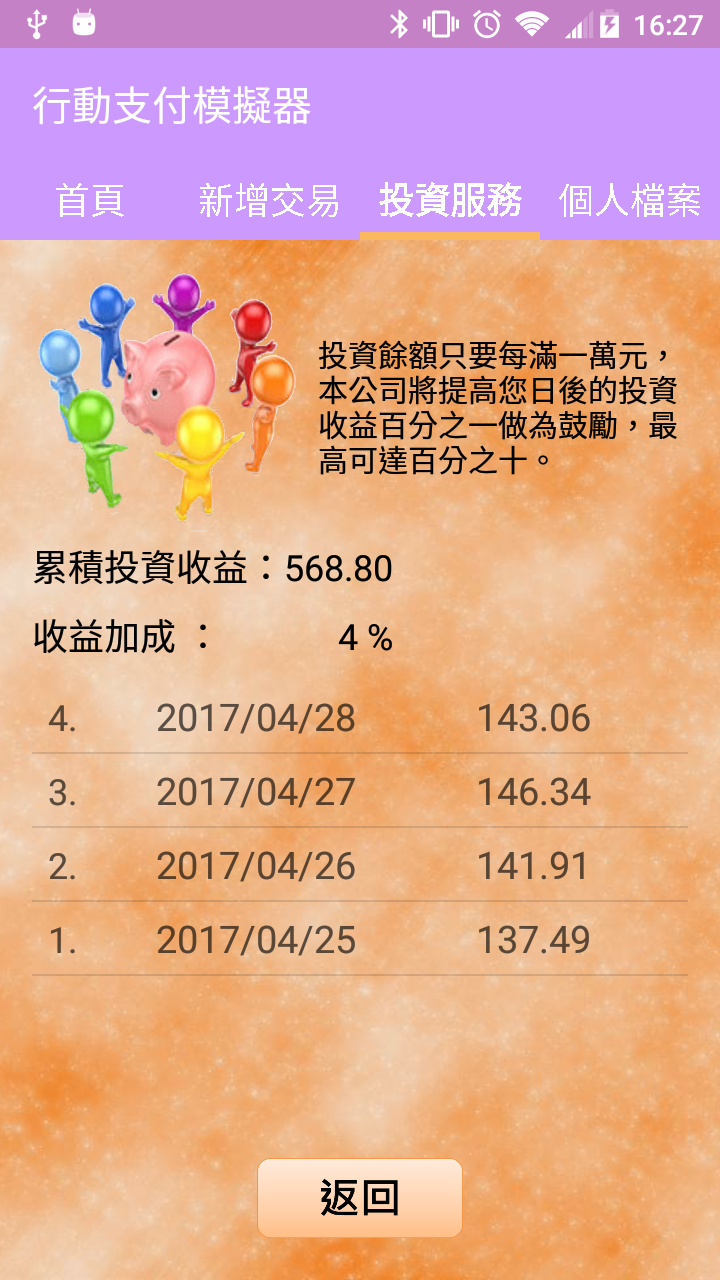 16:27
行動支付模擬器
首頁 新增交易 投資服務 個人檔案
投資餘額只要每滿一萬元，
本公司將提高您日後的投資
收益百分之一做為鼓勵，最
高可達百分之十。
累積投資收益：568.80
收益加成 ： 4 %
4. 2017/04/28 143.06
3. 2017/04/27 146.34
2. 2017/04/26 141.91
1. 2017/04/25 137.49
返回